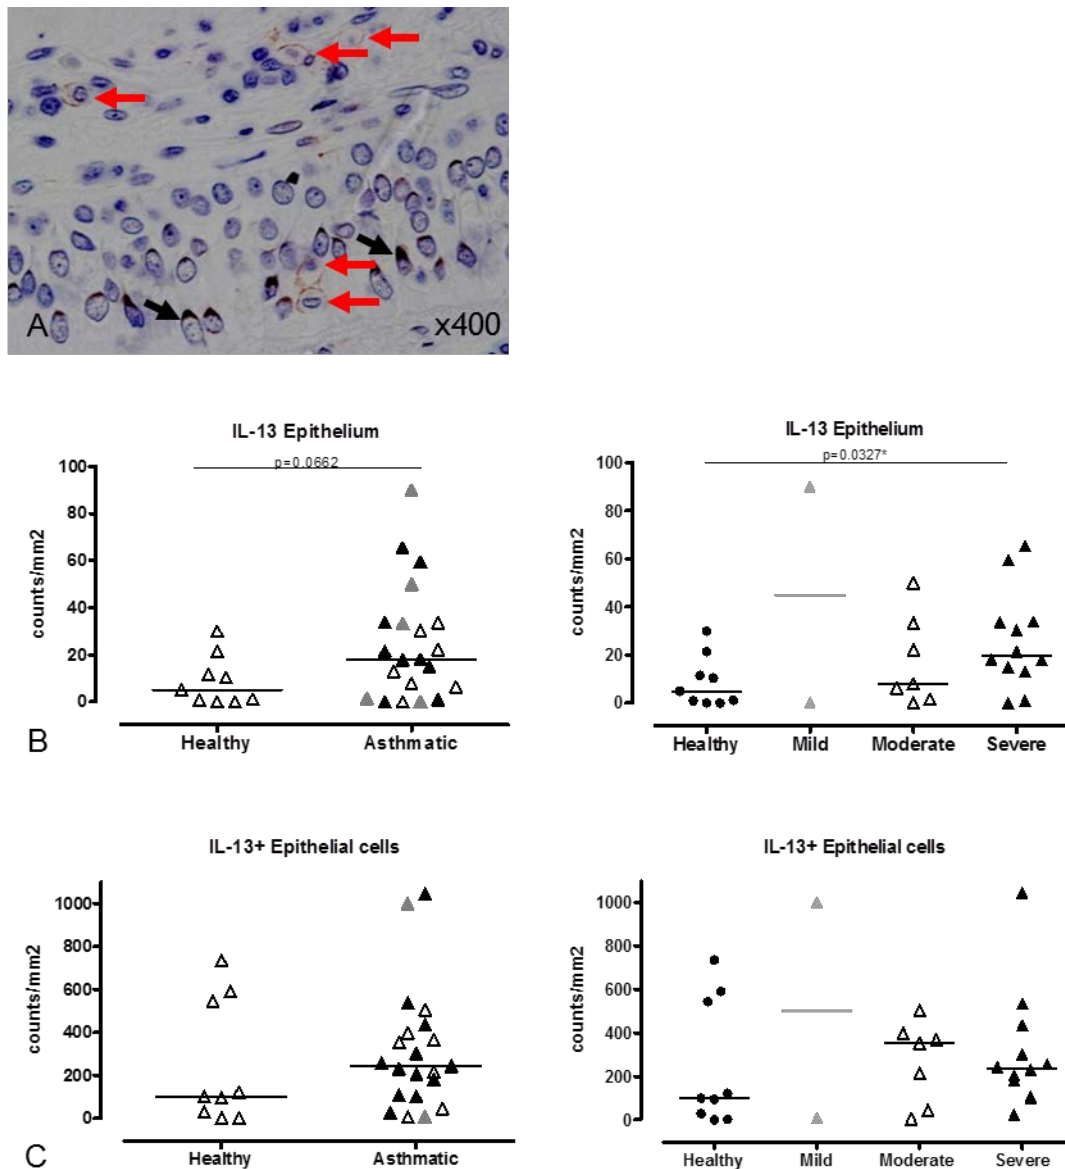 A
x400
IL-13 Epithelium
p=0.0662
100
80
60
40
20
0
counts/mm2
Healthy
Asthmatic
IL-13 Epithelium
p=0.0327*
100
80
60
40
20
0
counts/mm2
Healthy
Mild
Moderate
Severe
B
IL-13+ Epithelial cells
1000
800
600
400
200
0
counts/mm2
Healthy
Asthmatic
IL-13+ Epithelial cells
1000
800
600
400
200
0
counts/mm2
Healthy
Mild
Moderate
Severe
C